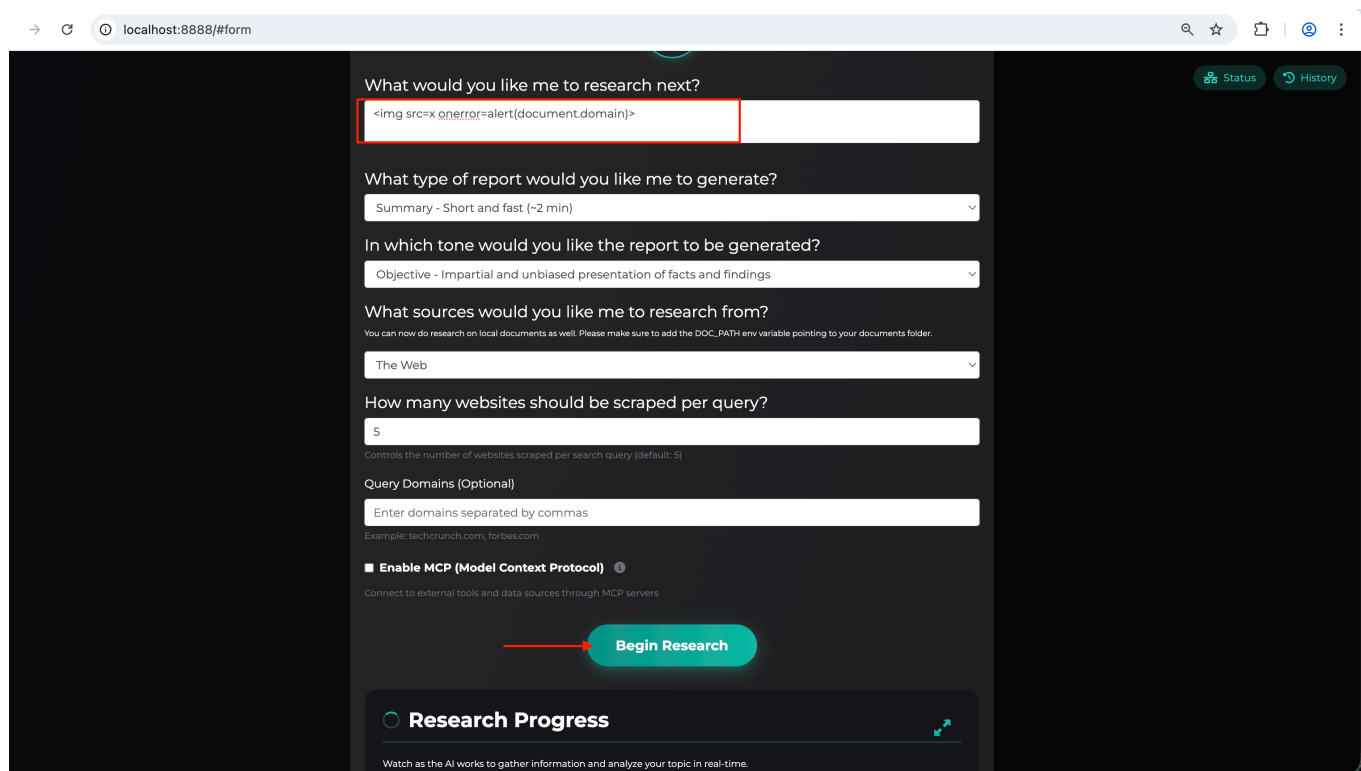 localhost:8888/#form
Status
History
What would you like me to research next?
<img src=x onerror=alert(document.domain)>
What type of report would you like me to generate?
Summary - Short and fast (~2 min)
In which tone would you like the report to be generated?
Objective - Impartial and unbiased presentation of facts and findings
What sources would you like me to research from?
You can now do research on local documents as well. Please make sure to add the DOC_PATH env variable pointing to your documents folder.
The Web
How many websites should be scraped per query?
5
Controls the number of websites scraped per search query (default: 5)
Query Domains (Optional)
Enter domains separated by commas
Example: techcrunch.com, forbes.com
Enable MCP (Model Context Protocol)
Connect to external tools and data sources through MCP servers
Begin Research
Research Progress
Watch as the AI works to gather information and analyze your topic in real-time.